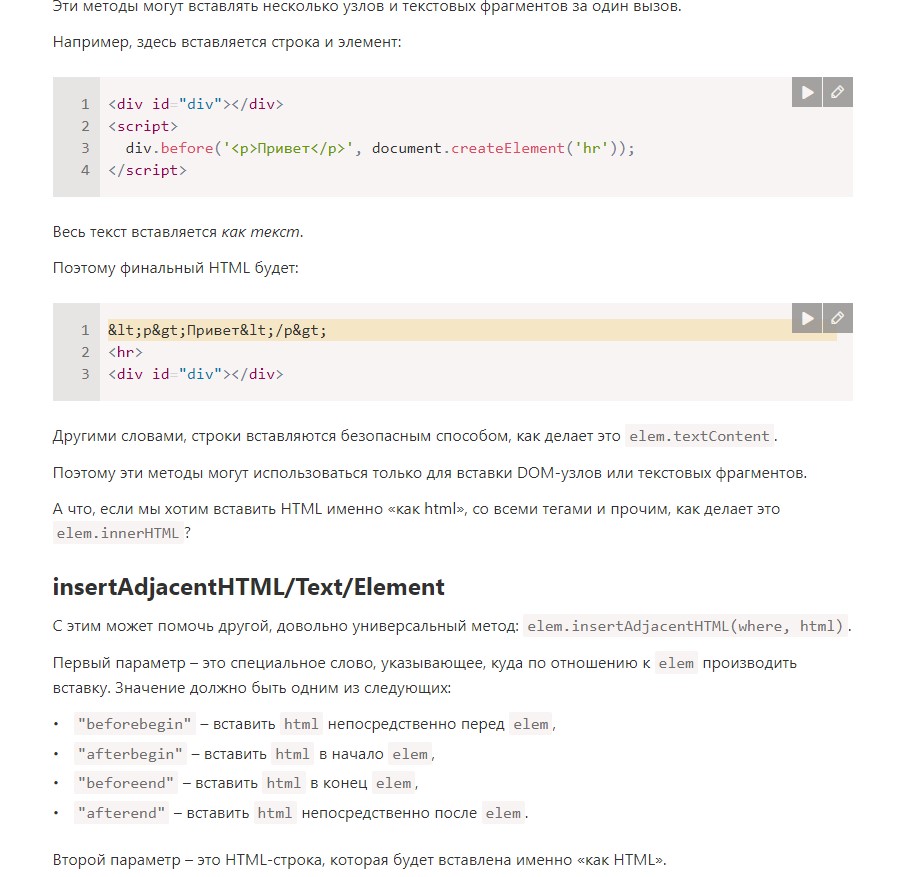 Эти методы могут вставлять несколько узлов и текстовых фрагментов за один вызов.
Например, здесь вставляется строка и элемент:
1 <div id="div"></div>
2 <script>
3   div.before('<p>Привет</p>', document.createElement('hr'));
4 </script>
Весь текст вставляется как текст.
Поэтому финальный HTML будет:
1 &lt;p&gt;Привет&lt;/p&gt;
2 <hr>
3 <div id="div"></div>
Другими словами, строки вставляются безопасным способом, как делает это elem.textContent.
Поэтому эти методы могут использоваться только для вставки DOM-узлов или текстовых фрагментов.
А что, если мы хотим вставить HTML именно «как html», со всеми тегами и прочим, как делает это
elem.innerHTML?
insertAdjacentHTML/Text/Element
С этим может помочь другой, довольно универсальный метод: elem.insertAdjacentHTML(where, html).
Первый параметр – это специальное слово, указывающее, куда по отношению к elem производить
вставку. Значение должно быть одним из следующих:
• "beforebegin" – вставить html непосредственно перед elem,
• "afterbegin" – вставить html в начало elem,
• "beforeend" – вставить html в конец elem,
• "afterend" – вставить html непосредственно после elem.
Второй параметр – это HTML-строка, которая будет вставлена именно «как HTML».